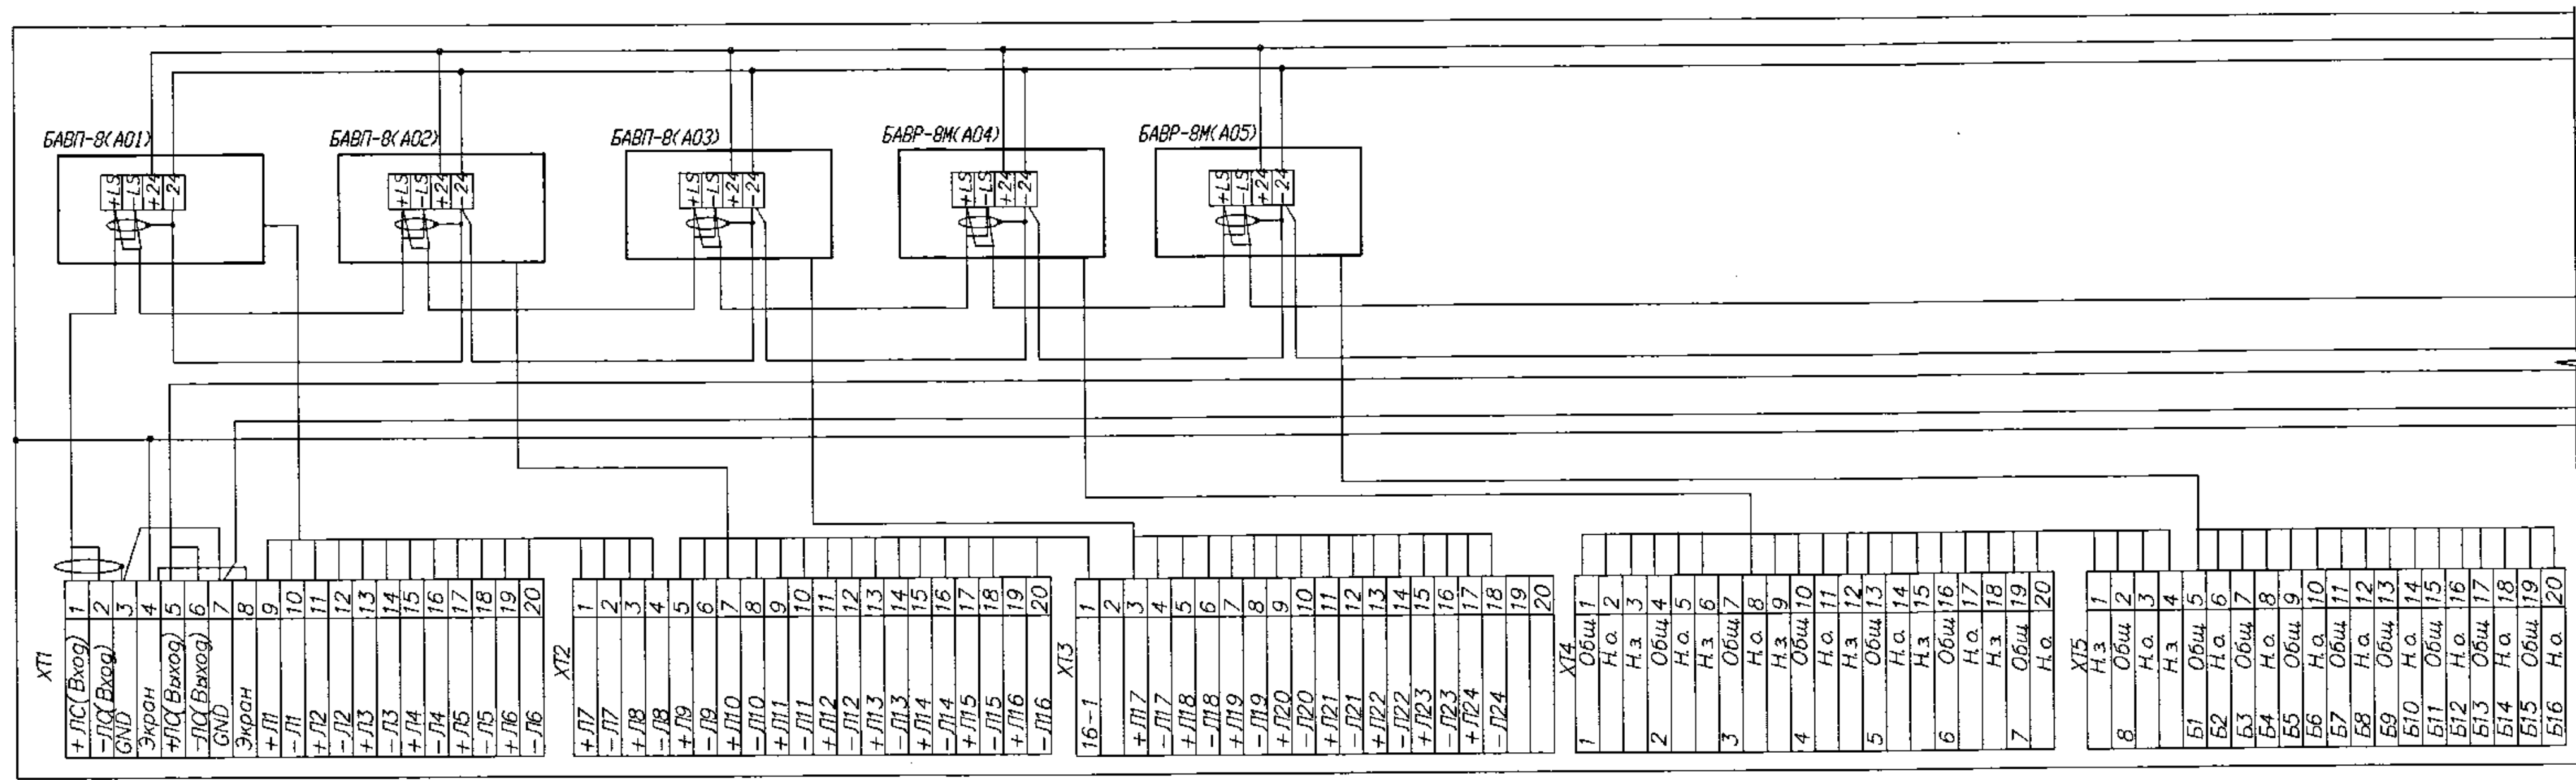 БАВП-8(А01)
БАВП-8(А02)
БАВП-8(А03)
БАВР-8М(А04)
БАВР-8М(А05)
+LS -LS +24 -24
+LS -LS +24 -24
+LS -LS +24 -24
+LS -LS +24 -24
+LS -LS +24 -24
XT1
+ЛС(Вход) 1
-ЛС(Вход) 2
GND 3
Экран 4
+ЛС(Выход) 5
-ЛС(Выход) 6
GND 7
Экран 8
+Л1 9
-Л1 10
+Л2 11
-Л2 12
+Л3 13
-Л3 14
+Л4 15
-Л4 16
+Л5 17
-Л5 18
+Л6 19
-Л6 20
XT2
+Л7 1
-Л7 2
+Л8 3
-Л8 4
+Л9 5
-Л9 6
+Л10 7
-Л10 8
+Л11 9
-Л11 10
+Л12 11
-Л12 12
+Л13 13
-Л13 14
+Л14 15
-Л14 16
+Л15 17
-Л15 18
+Л16 19
-Л16 20
XT3
16-1 1
2
+Л17 3
-Л17 4
+Л18 5
-Л18 6
+Л19 7
-Л19 8
+Л20 9
-Л20 10
+Л21 11
-Л21 12
+Л22 13
-Л22 14
+Л23 15
-Л23 16
+Л24 17
-Л24 18
19
20
XT4
1 Общ 1
Н.о. 2
Н.з 3
2 Общ 4
Н.о. 5
Н.з 6
3 Общ 7
Н.о. 8
Н.з 9
4 Общ 10
Н.о. 11
Н.з 12
5 Общ 13
Н.о. 14
Н.з 15
6 Общ 16
Н.о. 17
Н.з 18
7 Общ 19
Н.о. 20
XT5
Н.з 1
8 Общ 2
Н.о. 3
Н.з 4
Б1 Общ 5
Б2 Н.о. 6
Б3 Общ 7
Б4 Н.о. 8
Б5 Общ 9
Б6 Н.о. 10
Б7 Общ 11
Б8 Н.о. 12
Б9 Общ 13
Б10 Н.о. 14
Б11 Общ 15
Б12 Н.о. 16
Б13 Общ 17
Б14 Н.о. 18
Б15 Общ 19
Б16 Н.о. 20